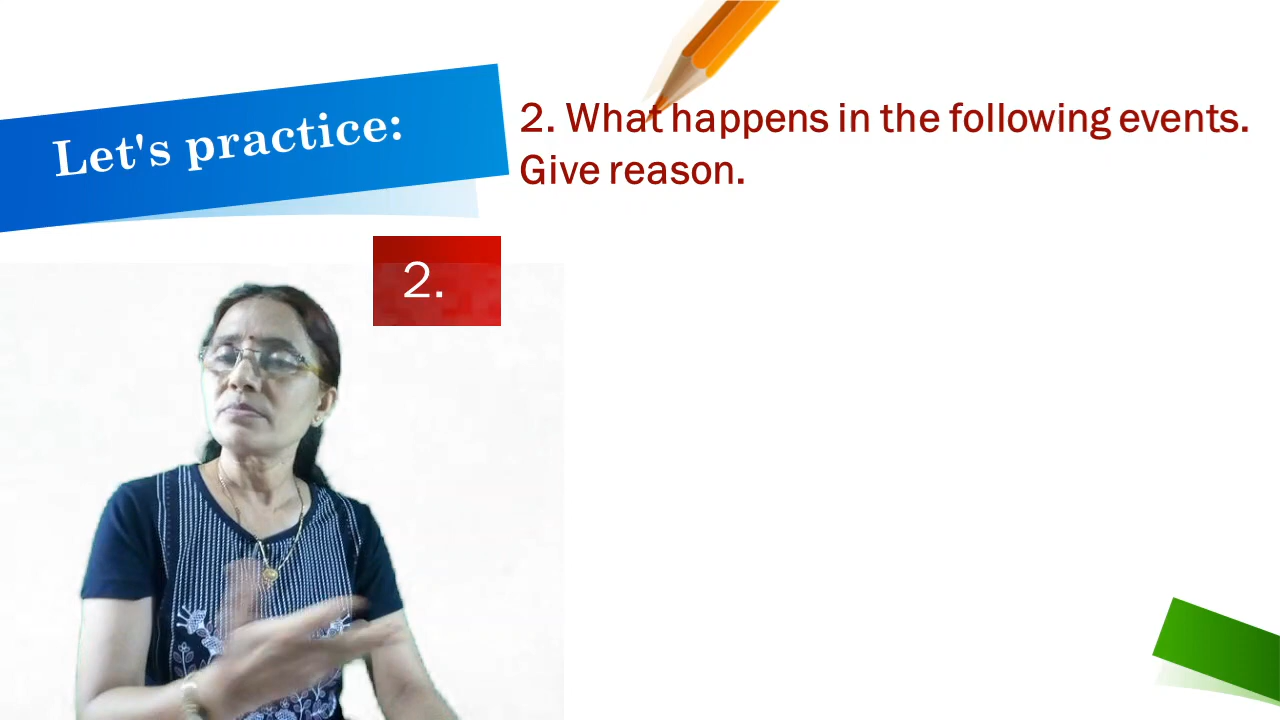 Let's practice:
2. What happens in the following events.
Give reason.
2.